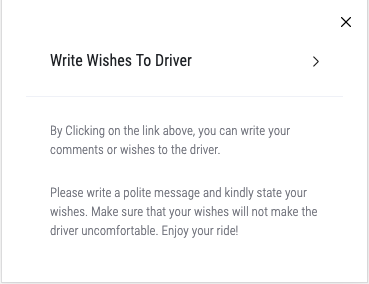 Write Wishes To Driver
By Clicking on the link above, you can write your
comments or wishes to the driver.
Please write a polite message and kindly state your
wishes. Make sure that your wishes will not make the
driver uncomfortable. Enjoy your ride!